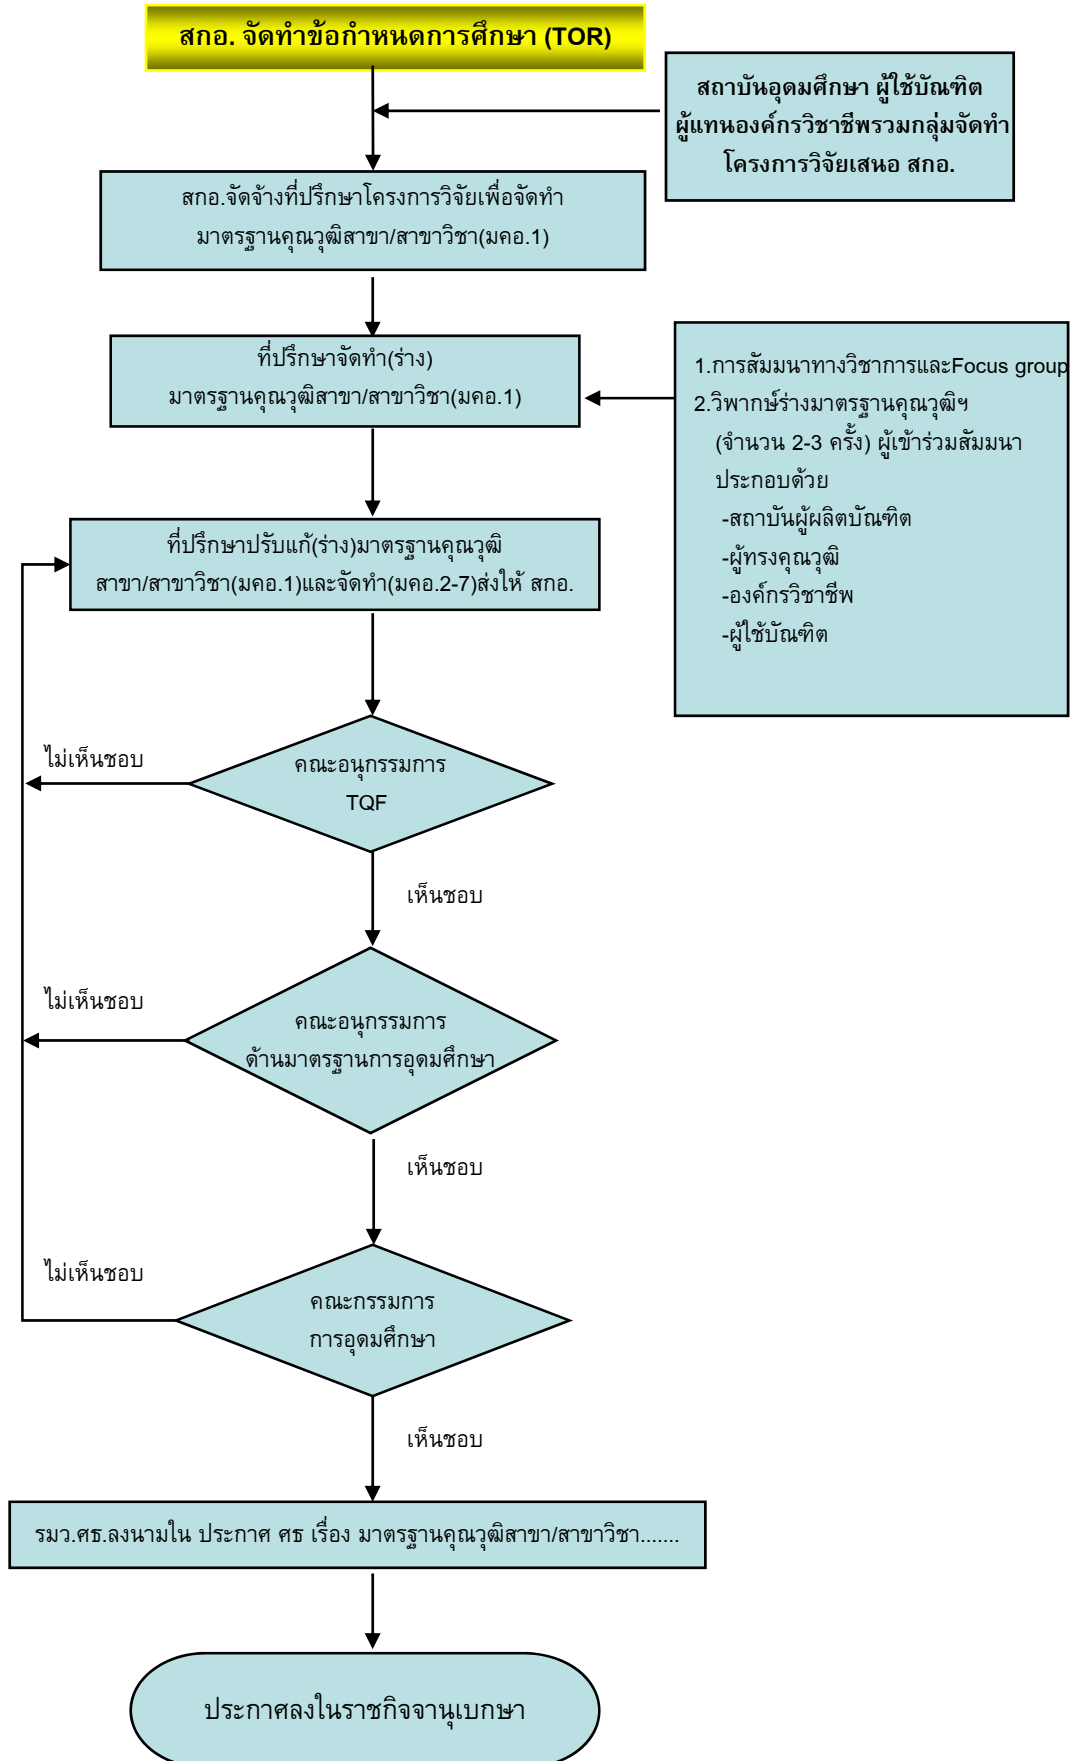 สกอ. จัดทำข้อกำหนดการศึกษา (TOR)
สถาบันอุดมศึกษา ผู้ใช้บัณฑิต
ผู้แทนองค์กรวิชาชีพรวมกลุ่มจัดทำ
โครงการวิจัยเสนอ สกอ.
สกอ.จัดจ้างที่ปรึกษาโครงการวิจัยเพื่อจัดทำ
มาตรฐานคุณวุฒิสาขา/สาขาวิชา(มคอ.1)
ที่ปรึกษาจัดทำ(ร่าง)
มาตรฐานคุณวุฒิสาขา/สาขาวิชา(มคอ.1)
1.การสัมมนาทางวิชาการและFocus group
2.วิพากษ์ร่างมาตรฐานคุณวุฒิฯ
(จำนวน 2-3 ครั้ง) ผู้เข้าร่วมสัมมนา
ประกอบด้วย
-สถาบันผู้ผลิตบัณฑิต
-ผู้ทรงคุณวุฒิ
-องค์กรวิชาชีพ
-ผู้ใช้บัณฑิต
ที่ปรึกษาปรับแก้(ร่าง)มาตรฐานคุณวุฒิ
สาขา/สาขาวิชา(มคอ.1)และจัดทำ(มคอ.2-7)ส่งให้ สกอ.
ไม่เห็นชอบ
คณะอนุกรรมการ
TQF
เห็นชอบ
ไม่เห็นชอบ
คณะอนุกรรมการ
ด้านมาตรฐานการอุดมศึกษา
เห็นชอบ
ไม่เห็นชอบ
คณะกรรมการ
การอุดมศึกษา
เห็นชอบ
รมว.ศธ.ลงนามใน ประกาศ ศธ เรื่อง มาตรฐานคุณวุฒิสาขา/สาขาวิชา.......
ประกาศลงในราชกิจจานุเบกษา